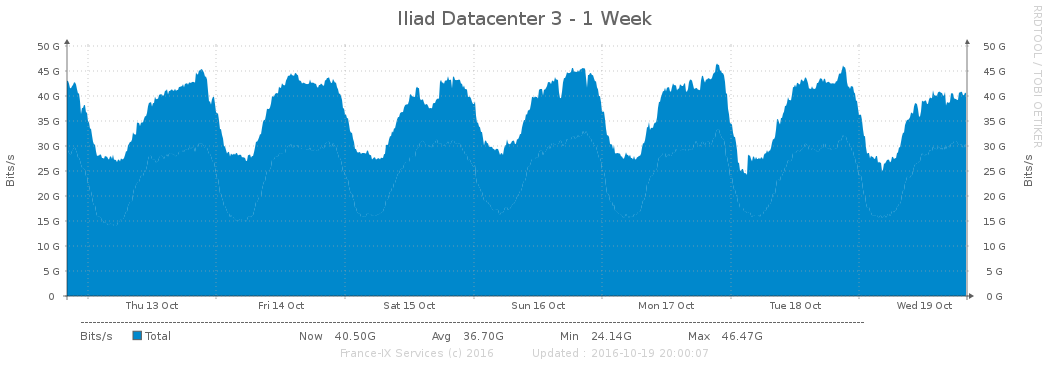 Iliad Datacenter 3 - 1 Week
RRDTOOL / TOBI OETIKER
Bits/s
50 G
45 G
40 G
35 G
30 G
25 G
20 G
15 G
10 G
5 G
0
50 G
45 G
40 G
35 G
30 G
25 G
20 G
15 G
10 G
5 G
0 G
Bits/s
Thu 13 Oct Fri 14 Oct Sat 15 Oct Sun 16 Oct Mon 17 Oct Tue 18 Oct Wed 19 Oct
Bits/s Total Now 40.50G Avg 36.70G Min 24.14G Max 46.47G
France-IX Services (c) 2016 Updated : 2016-10-19 20:00:07